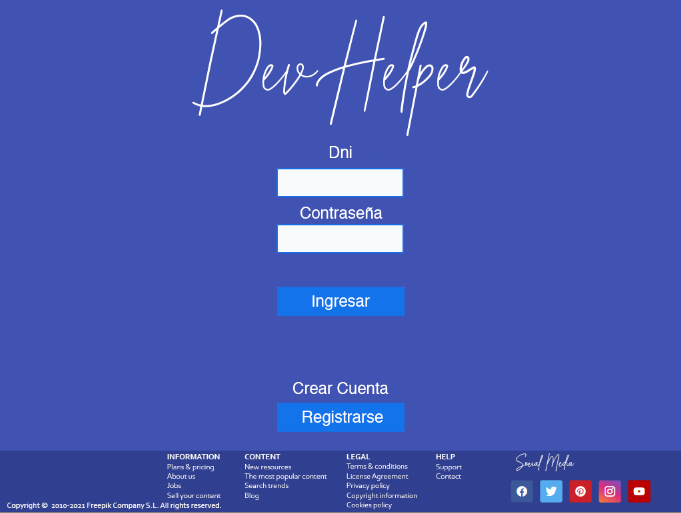 Dev Helper
Dni
Contraseña
Ingresar
Crear Cuenta
Registrarse
INFORMATION
Plans & pricing
About us
Jobs
Sell your content
CONTENT
New resources
The most popular content
Search trends
Blog
LEGAL
Terms & conditions
License Agreement
Privacy policy
Copyright information
Cookies policy
HELP
Support
Contact
Social Media
Copyright © 2010-2021 Freepik Company S.L. All rights reserved.